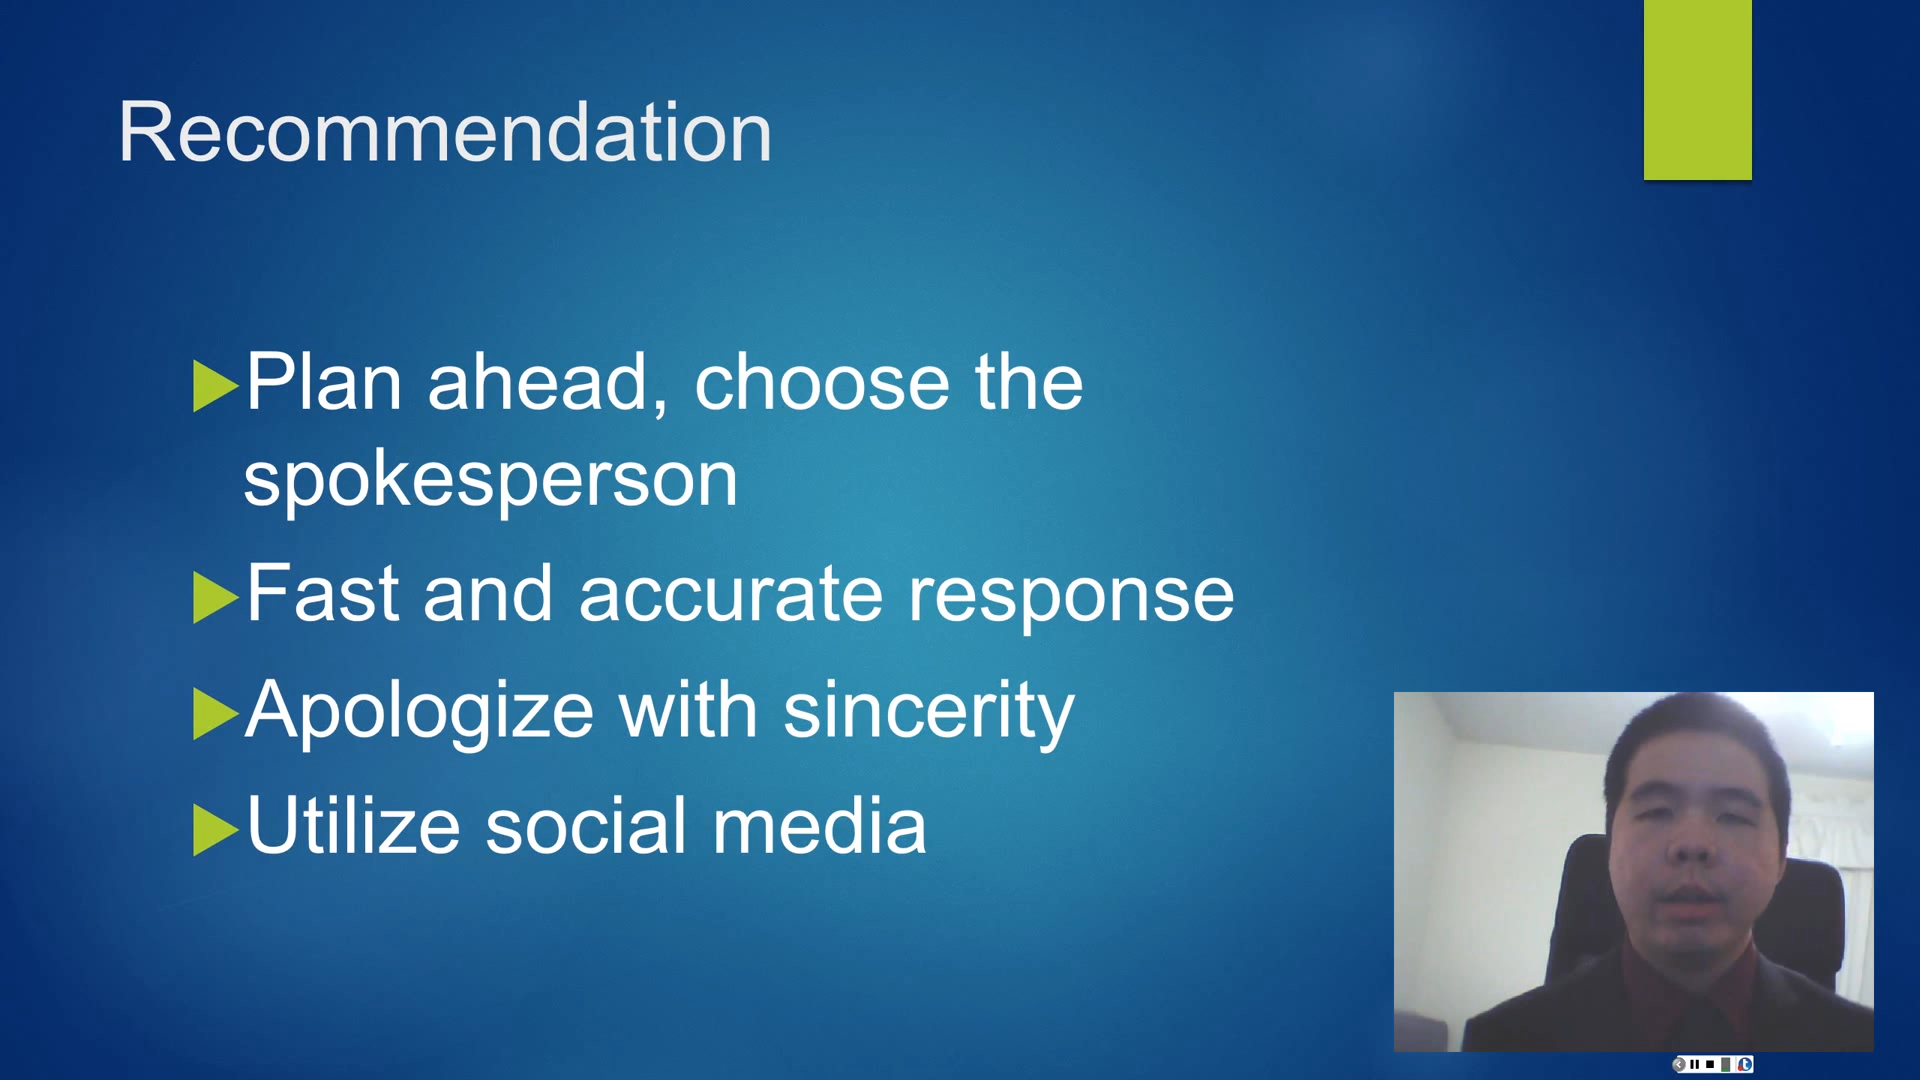 Recommendation
Plan ahead, choose the
spokesperson
Fast and accurate response
Apologize with sincerity
Utilize social media